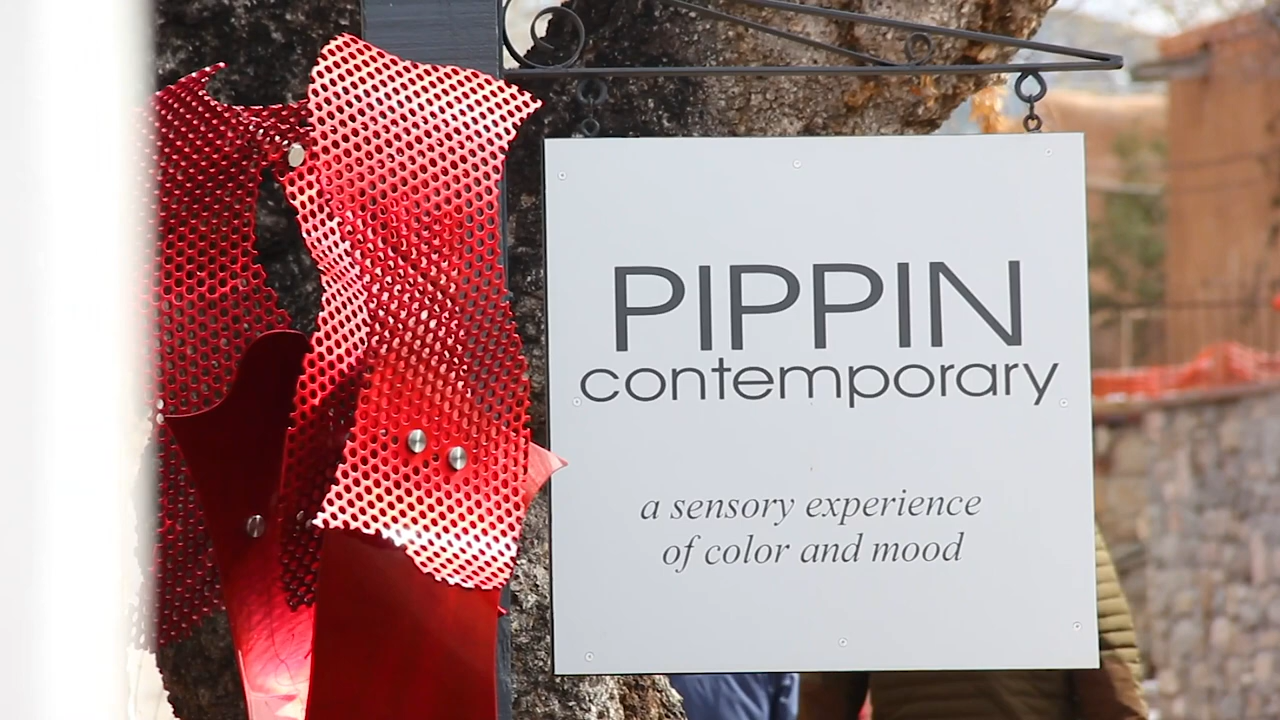 PIPPIN
contemporary
a sensory experience
of color and mood